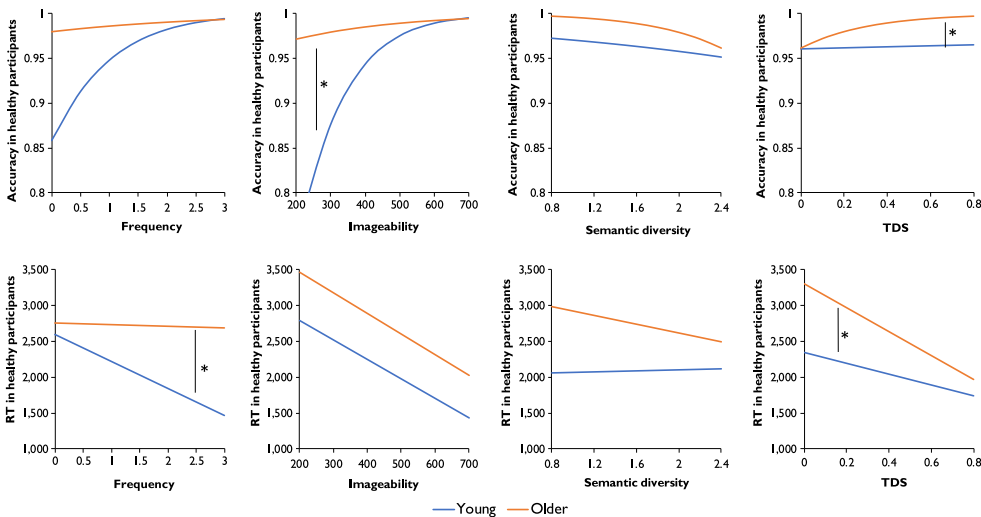 Accuracy in healthy participants
1
0.95
0.9
0.85
0.8
0 0.5 1 1.5 2 2.5 3
Frequency
Accuracy in healthy participants
1
0.95
0.9
0.85
0.8
*
200 300 400 500 600 700
Imageability
Accuracy in healthy participants
1
0.95
0.9
0.85
0.8
0.8 1.2 1.6 2 2.4
Semantic diversity
Accuracy in healthy participants
1
0.95
0.9
0.85
0.8
*
0 0.2 0.4 0.6 0.8
TDS
RT in healthy participants
3,500
3,000
2,500
2,000
1,500
1,000
*
0 0.5 1 1.5 2 2.5 3
Frequency
RT in healthy participants
3,500
3,000
2,500
2,000
1,500
1,000
200 300 400 500 600 700
Imageability
RT in healthy participants
3,500
3,000
2,500
2,000
1,500
1,000
0.8 1.2 1.6 2 2.4
Semantic diversity
RT in healthy participants
3,500
3,000
2,500
2,000
1,500
1,000
*
0 0.2 0.4 0.6 0.8
TDS
Young Older